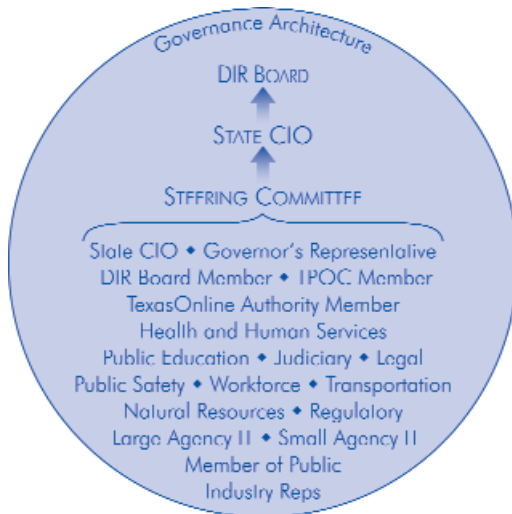 Governance Architecture
DIR BOARD
STATE CIO
STEERING COMMITTEE
State CIO ◆ Governor's Representative
DIR Board Member ◆ TPOC Member
TexasOnline Authority Member
Health and Human Services
Public Education ◆ Judiciary ◆ Legal
Public Safety ◆ Workforce ◆ Transportation
Natural Resources ◆ Regulatory
Large Agency IT ◆ Small Agency IT
Member of Public
Industry Reps